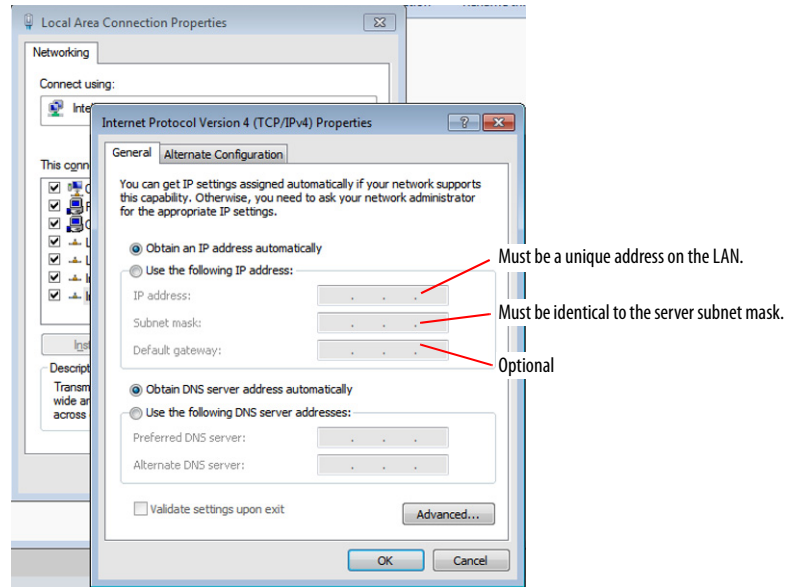 Local Area Connection Properties
Networking
Connect using:
This conn
Descript
Transm
wide ar
across
Internet Protocol Version 4 (TCP/IPv4) Properties
General
Alternate Configuration
You can get IP settings assigned automatically if your network supports
this capability. Otherwise, you need to ask your network administrator
for the appropriate IP settings.
Obtain an IP address automatically
Use the following IP address:
IP address:
Subnet mask:
Default gateway:
Obtain DNS server address automatically
Use the following DNS server addresses:
Preferred DNS server:
Alternate DNS server:
Validate settings upon exit
Advanced...
OK
Cancel
Must be a unique address on the LAN.
Must be identical to the server subnet mask.
Optional